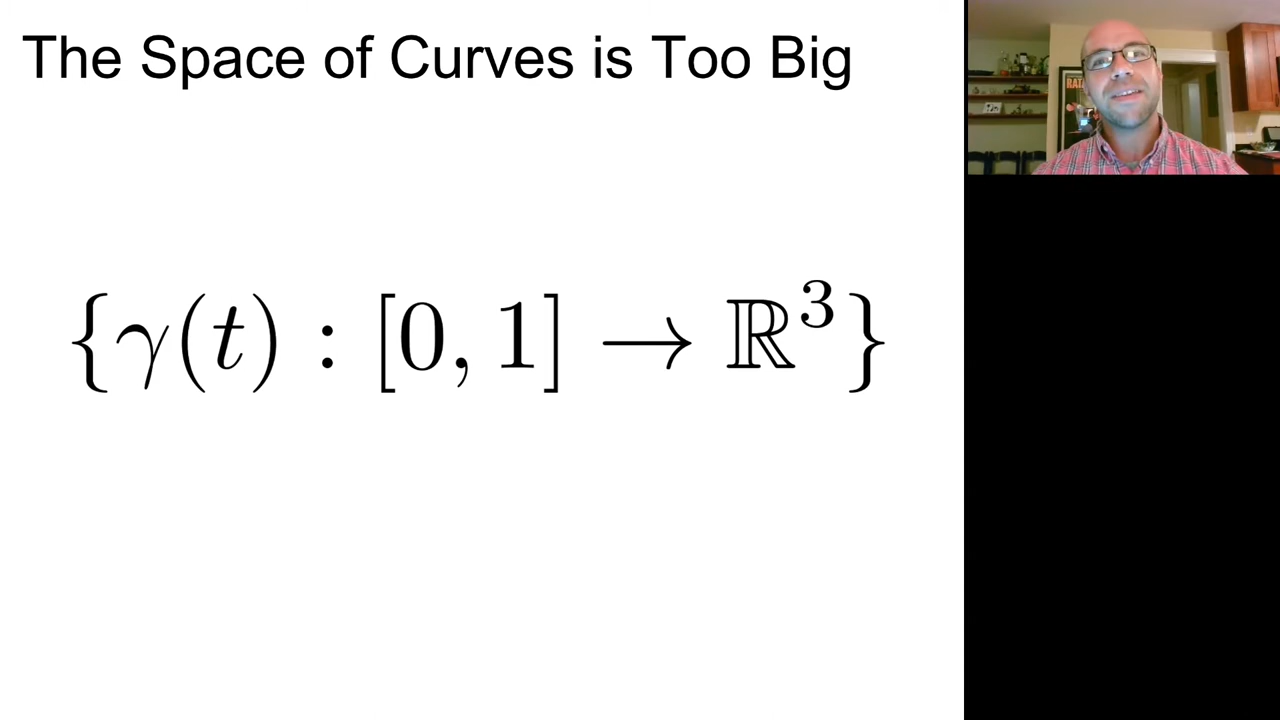 The Space of Curves is Too Big
{γ(t) : [0, 1] → ℝ³}